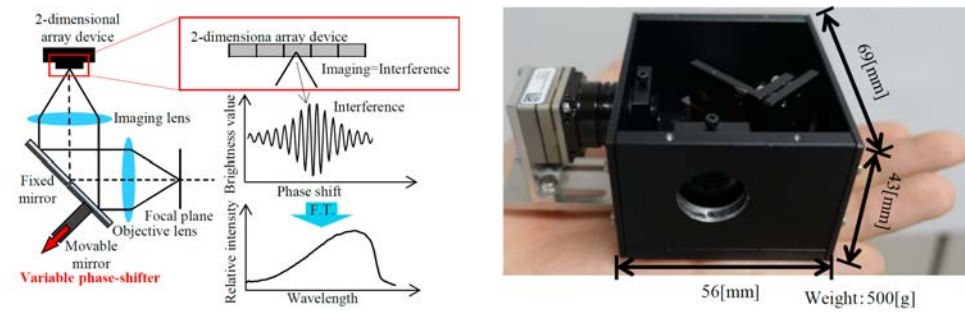 2-dimensional
array device
2-dimensiona array device
Imaging=Interference
Imaging lens
Interference
Brightness value
Phase shift
Fixed
mirror
Focal plane
Objective lens
Movable
mirror
Variable phase-shifter
F.T.
Relative intensity
Wavelength
69[mm]
43[mm]
56[mm]
Weight:500[g]